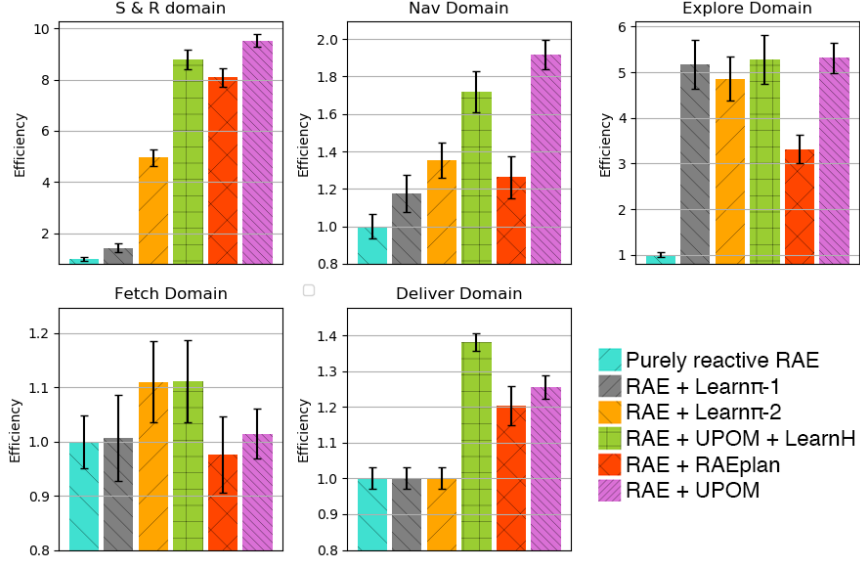 S & R domain
Efficiency
10
8
6
4
2
Nav Domain
Efficiency
2.0
1.8
1.6
1.4
1.2
1.0
0.8
Explore Domain
Efficiency
6
5
4
3
2
1
Fetch Domain
Efficiency
1.2
1.1
1.0
0.9
0.8
Deliver Domain
Efficiency
1.4
1.3
1.2
1.1
1.0
0.9
0.8
Purely reactive RAE
RAE + Learnπ-1
RAE + Learnπ-2
RAE + UPOM + LearnH
RAE + RAEplan
RAE + UPOM